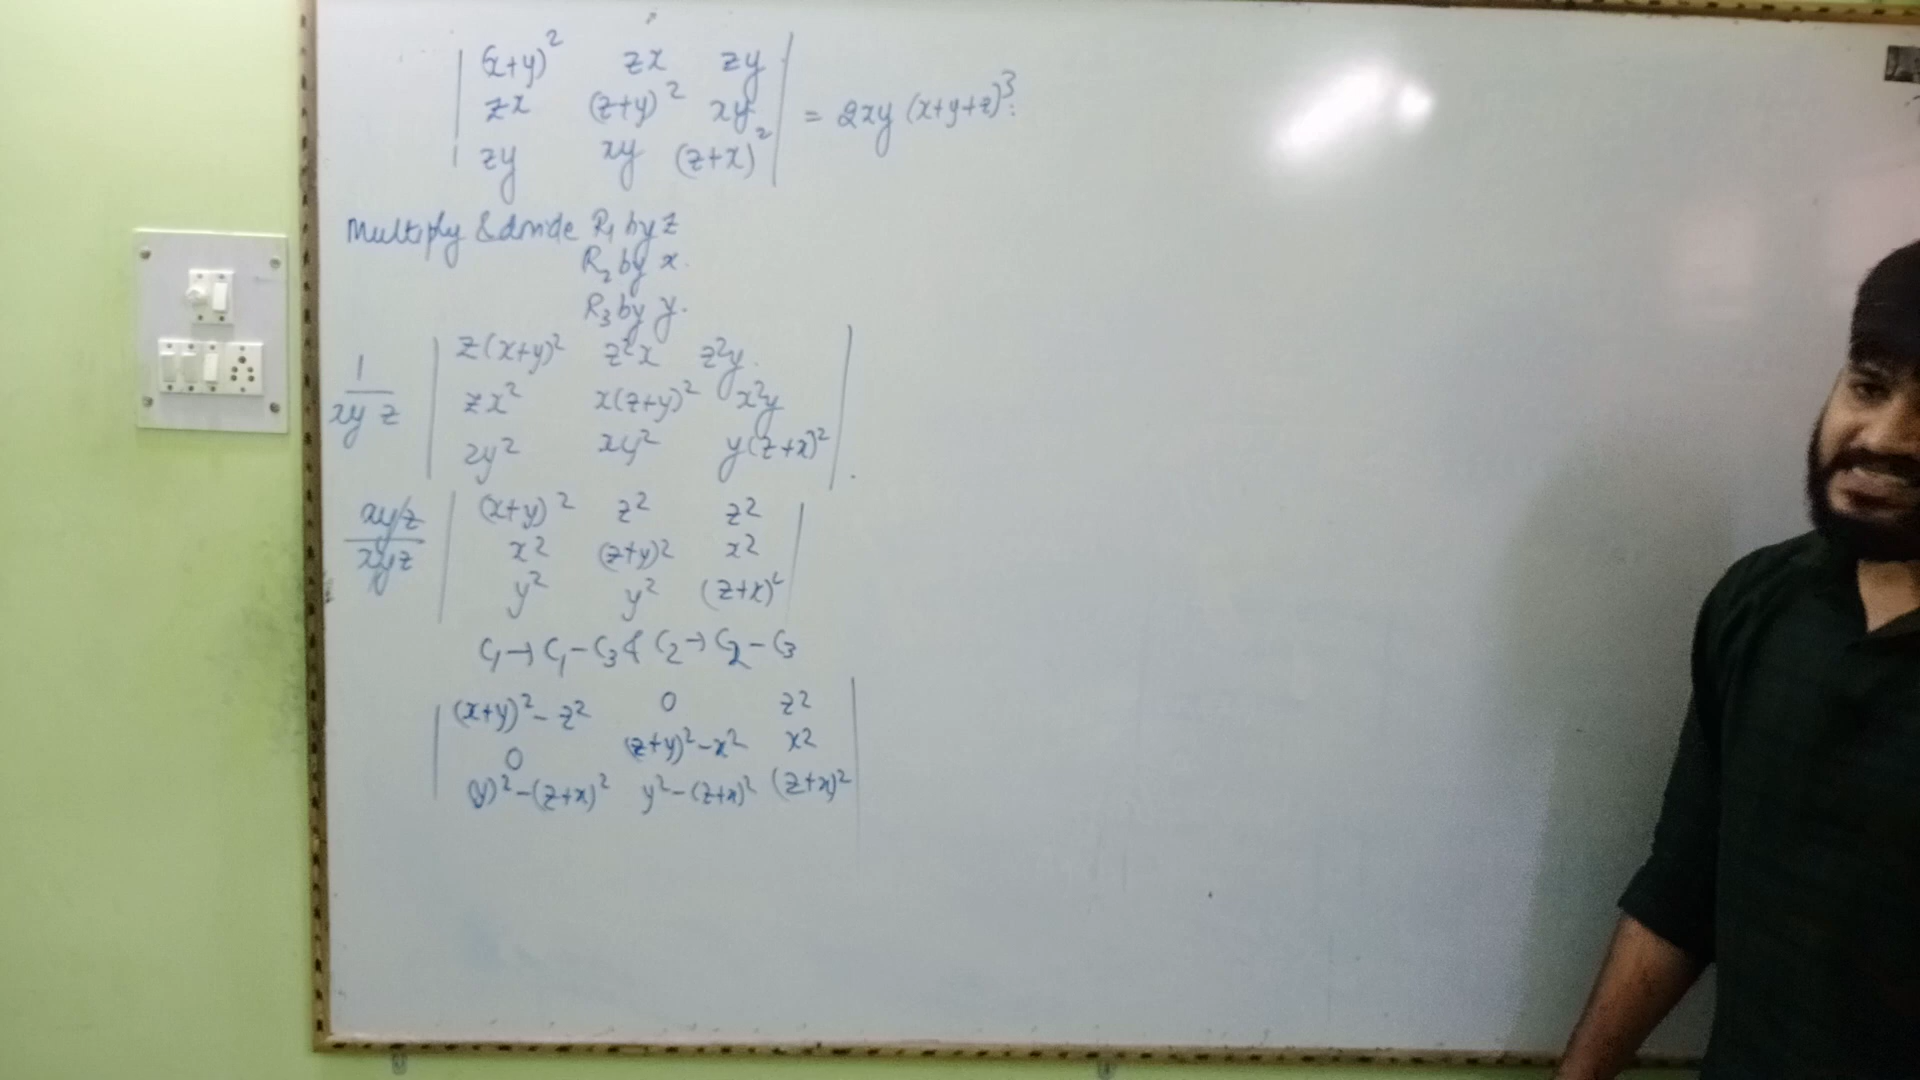 | (x+y)² zx zy |
| zx (z+y)² xy | = 2xy (x+y+z)³:
| zy xy (z+x)² |
Multiply & divide R₁ by z
R₂ by x.
R₃ by y.
| z(x+y)² z²x z²y. |
1/xyz | zx² x(z+y)² x²y |
| zy² xy² y(z+x)² | .
| (x+y)² z² z² |
xyz/xyz | x² (z+y)² x² |
| y² y² (z+x)² |
C₁→C₁-C₃ & C₂→C₂-C₃
| (x+y)²-z² 0 z² |
| 0 (z+y)²-x² x² |
| (y)²-(z+x)² y²-(z+x)² (z+x)² |